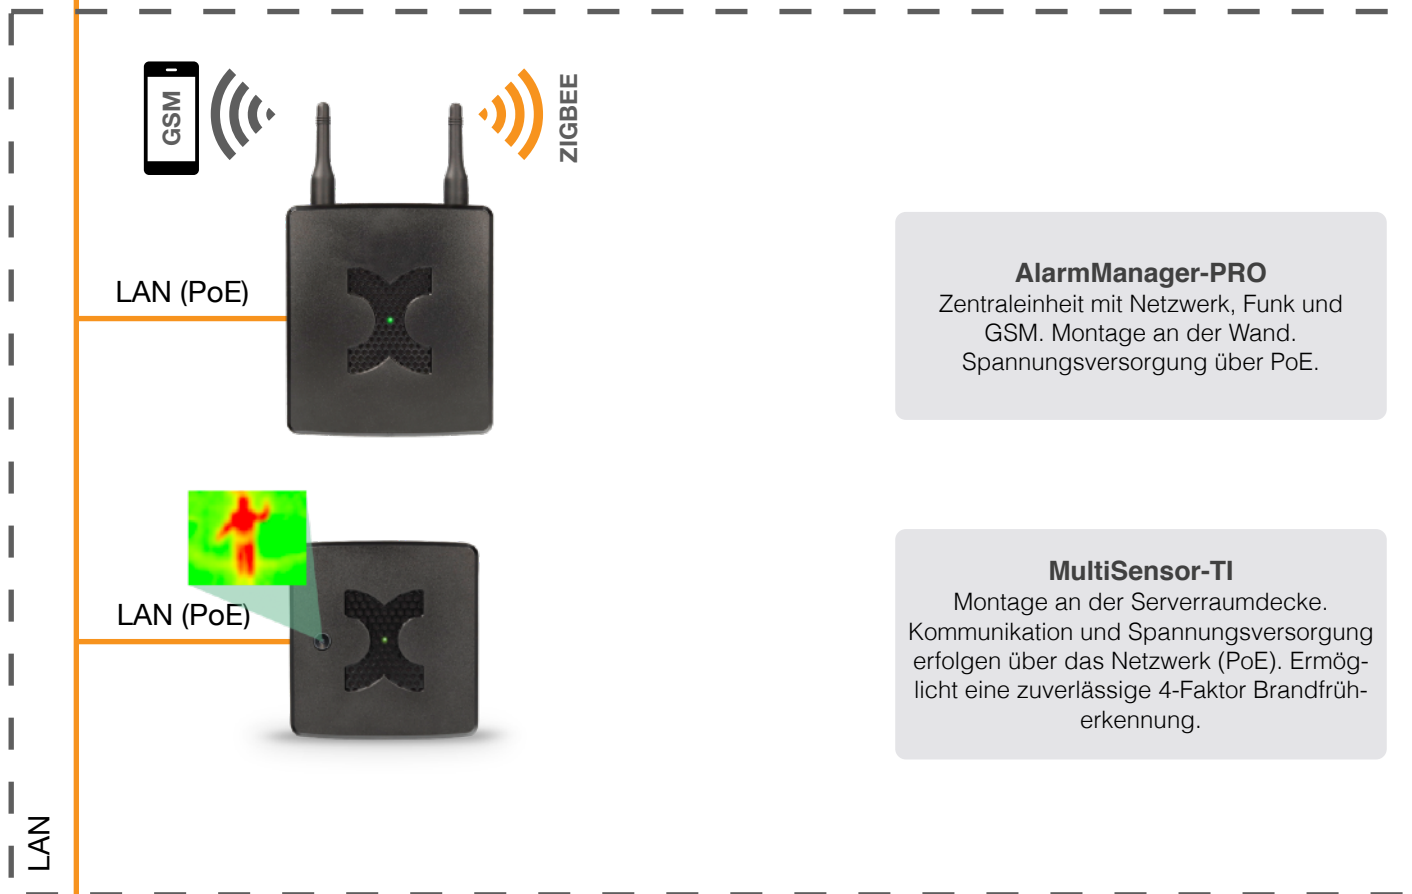 GSM
ZIGBEE
LAN (PoE)
AlarmManager-PRO
Zentraleinheit mit Netzwerk, Funk und
GSM. Montage an der Wand.
Spannungsversorgung über PoE.
LAN (PoE)
MultiSensor-TI
Montage an der Serverraumdecke.
Kommunikation und Spannungsversorgung
erfolgen über das Netzwerk (PoE). Ermög-
licht eine zuverlässige 4-Faktor Brandfrüh-
erkennung.
LAN